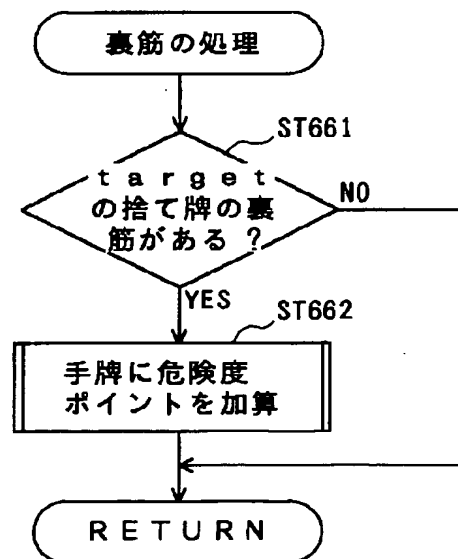 裏筋の処理
ST661
target
の捨て牌の裏
筋がある?
NO
YES
ST662
手牌に危険度
ポイントを加算
RETURN